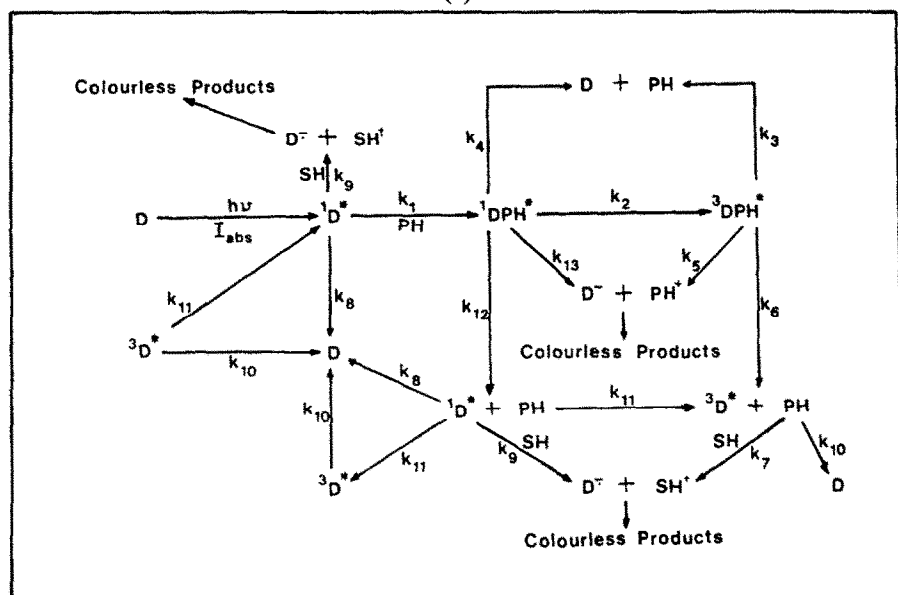 Colourless Products
D + PH
k4
k3
D⨪ + SH⨥
SH k9
D hν Iabs ¹D* k1 PH ¹DPH* k2 ³DPH*
k13
k5
k11
k8
D⁻ + PH⁺
k12
k6
³D* k10 D
Colourless Products
k8
k10
¹D* + PH k11 ³D* + PH
k11
k9 SH
SH k7
k10
³D*
D⨪ + SH⁺
D
Colourless Products